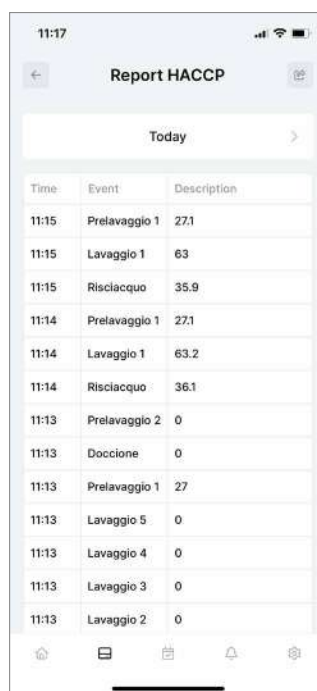 11:17
Report HACCP
Today
Time Event Description
11:15 Prelavaggio 1 27.1
11:15 Lavaggio 1 63
11:15 Risciacquo 35.9
11:14 Prelavaggio 1 27.1
11:14 Lavaggio 1 63.2
11:14 Risciacquo 36.1
11:13 Prelavaggio 2 0
11:13 Doccione 0
11:13 Prelavaggio 1 27
11:13 Lavaggio 5 0
11:13 Lavaggio 4 0
11:13 Lavaggio 3 0
11:13 Lavaggio 2 0